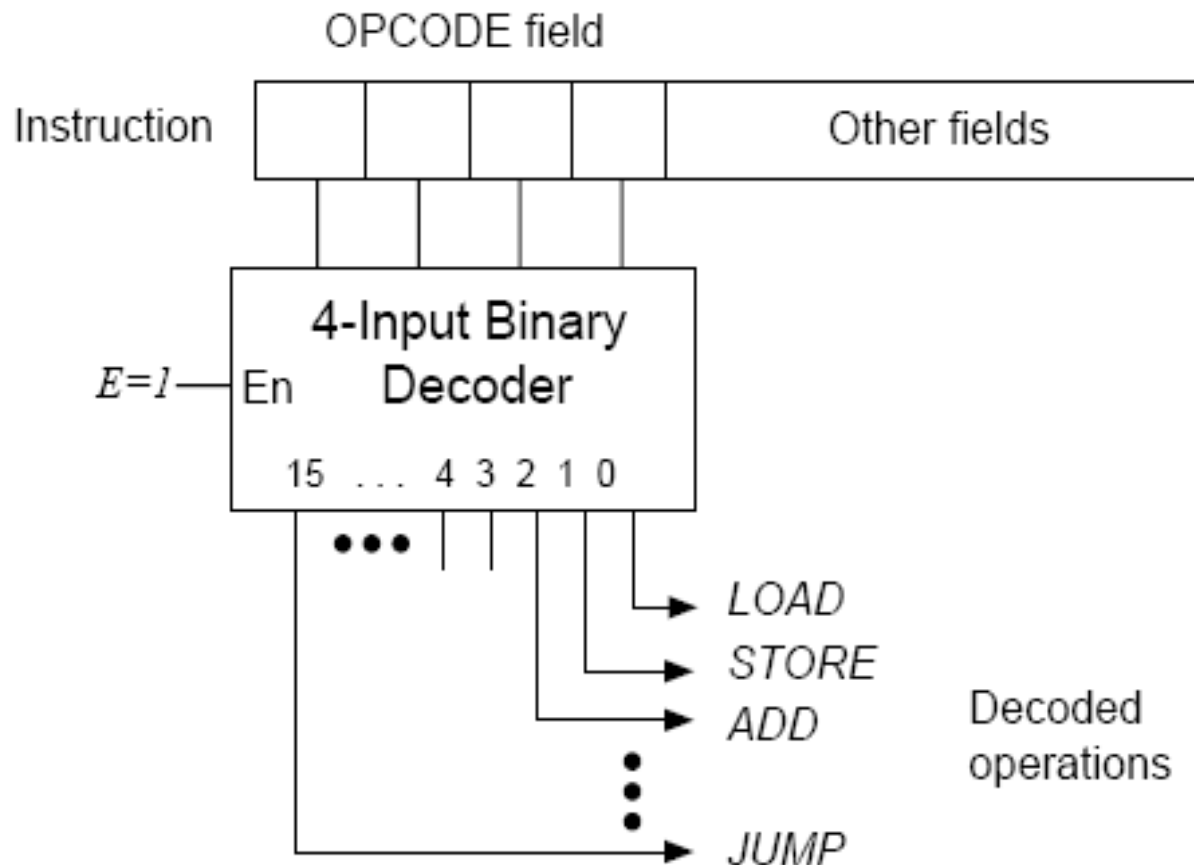 OPCODE field
Instruction
Other fields
4-Input Binary
Decoder
E=1
En
15 . . . 4 3 2 1 0
LOAD
STORE
ADD
Decoded
operations
JUMP